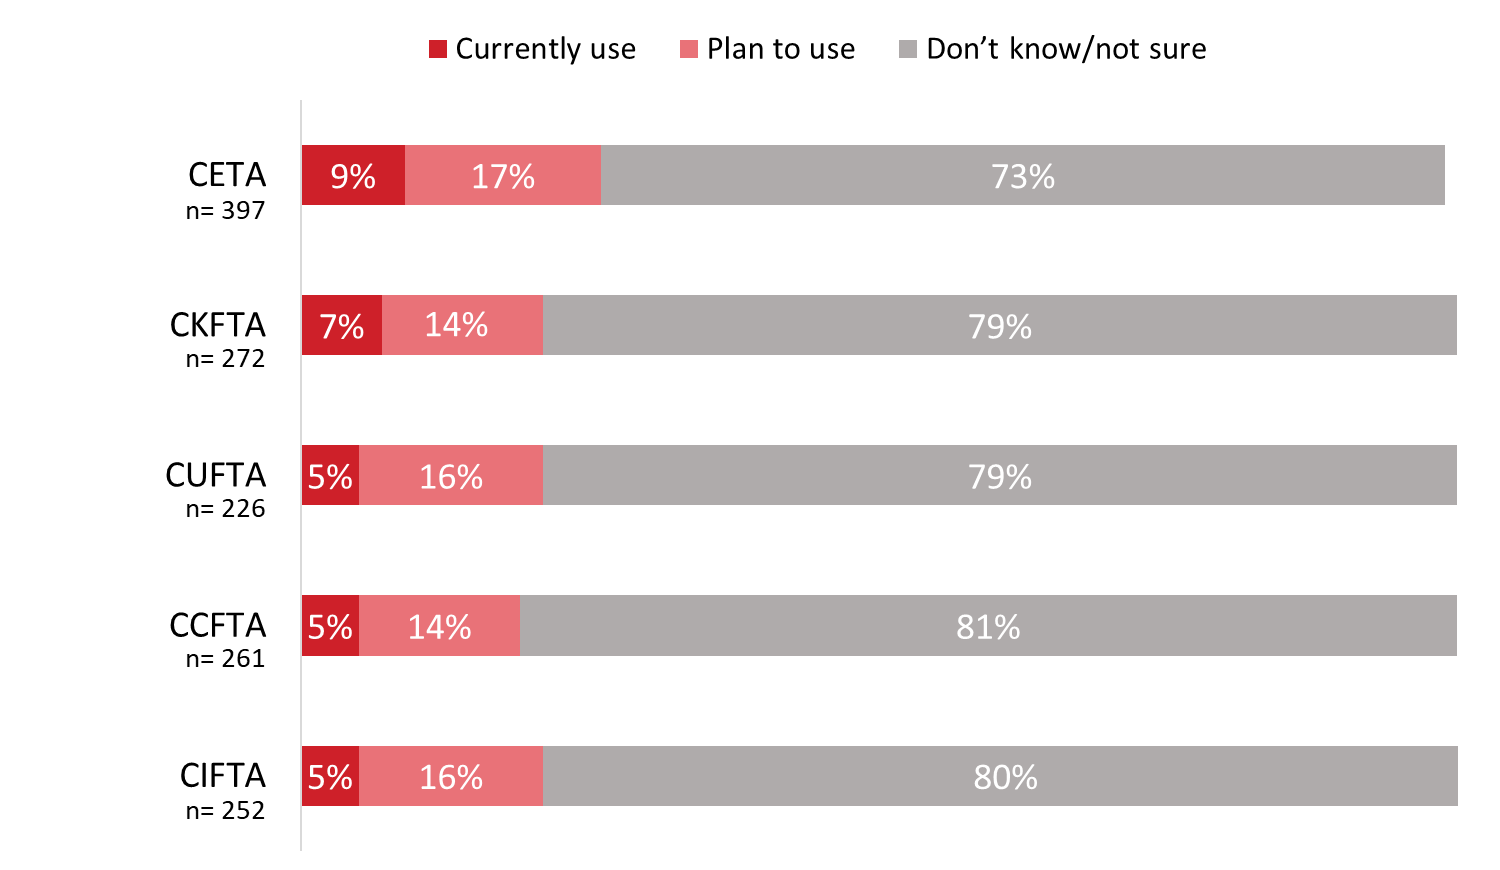 Currently use Plan to use Don’t know/not sure
CETA 9% 17% 73%
n= 397
CKFTA 7% 14% 79%
n= 272
CUFTA 5% 16% 79%
n= 226
CCFTA 5% 14% 81%
n= 261
CIFTA 5% 16% 80%
n= 252